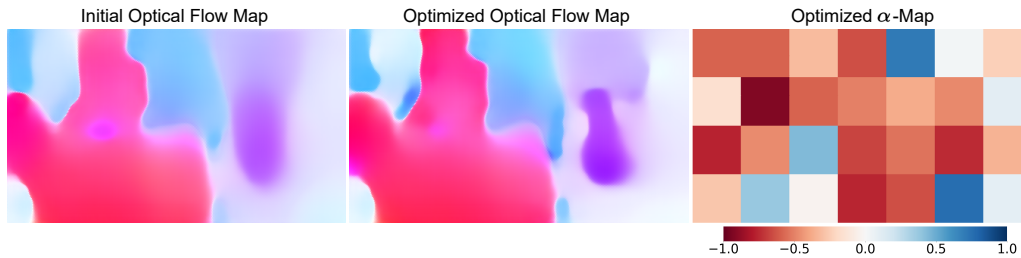 Initial Optical Flow Map
Optimized Optical Flow Map
Optimized α-Map
−1.0 −0.5 0.0 0.5 1.0